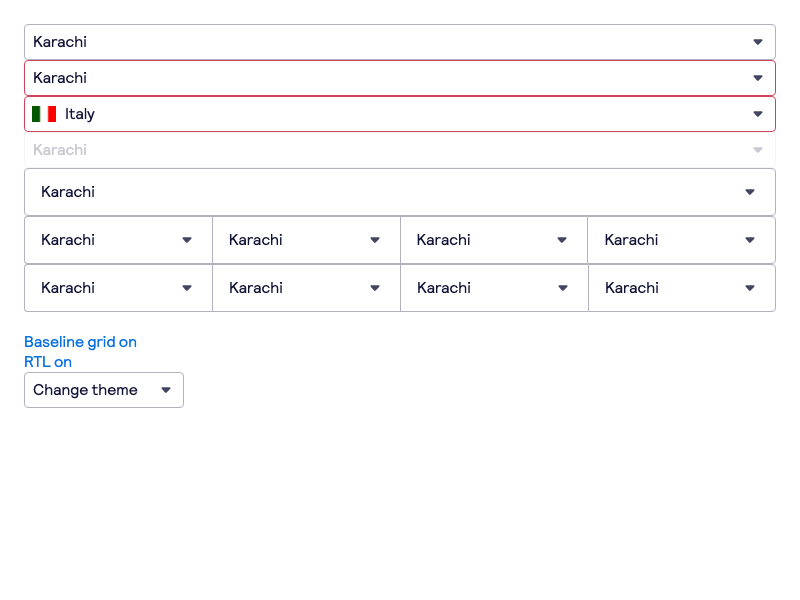 Karachi
Karachi
Italy
Karachi
Karachi
Karachi Karachi Karachi Karachi
Karachi Karachi Karachi Karachi
Baseline grid on
RTL on
Change theme